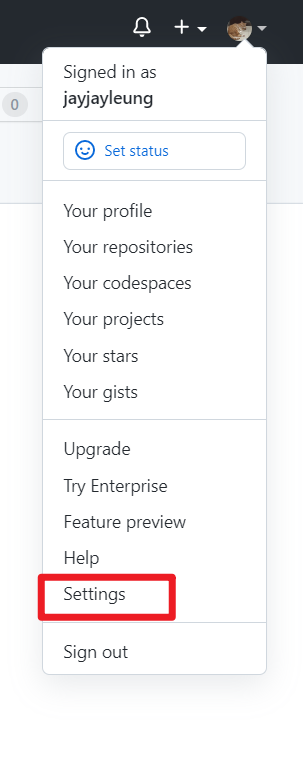 0
Signed in as
jayjayleung
Set status
Your profile
Your repositories
Your codespaces
Your projects
Your stars
Your gists
Upgrade
Try Enterprise
Feature preview
Help
Settings
Sign out